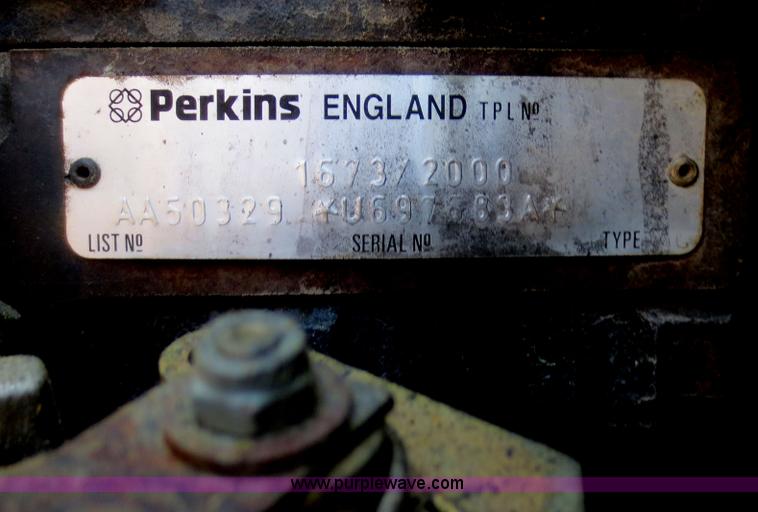 Perkins ENGLAND TPL Nº
1673/2000
AA50329
LIST Nº SERIAL Nº TYPE
www.purplewave.com